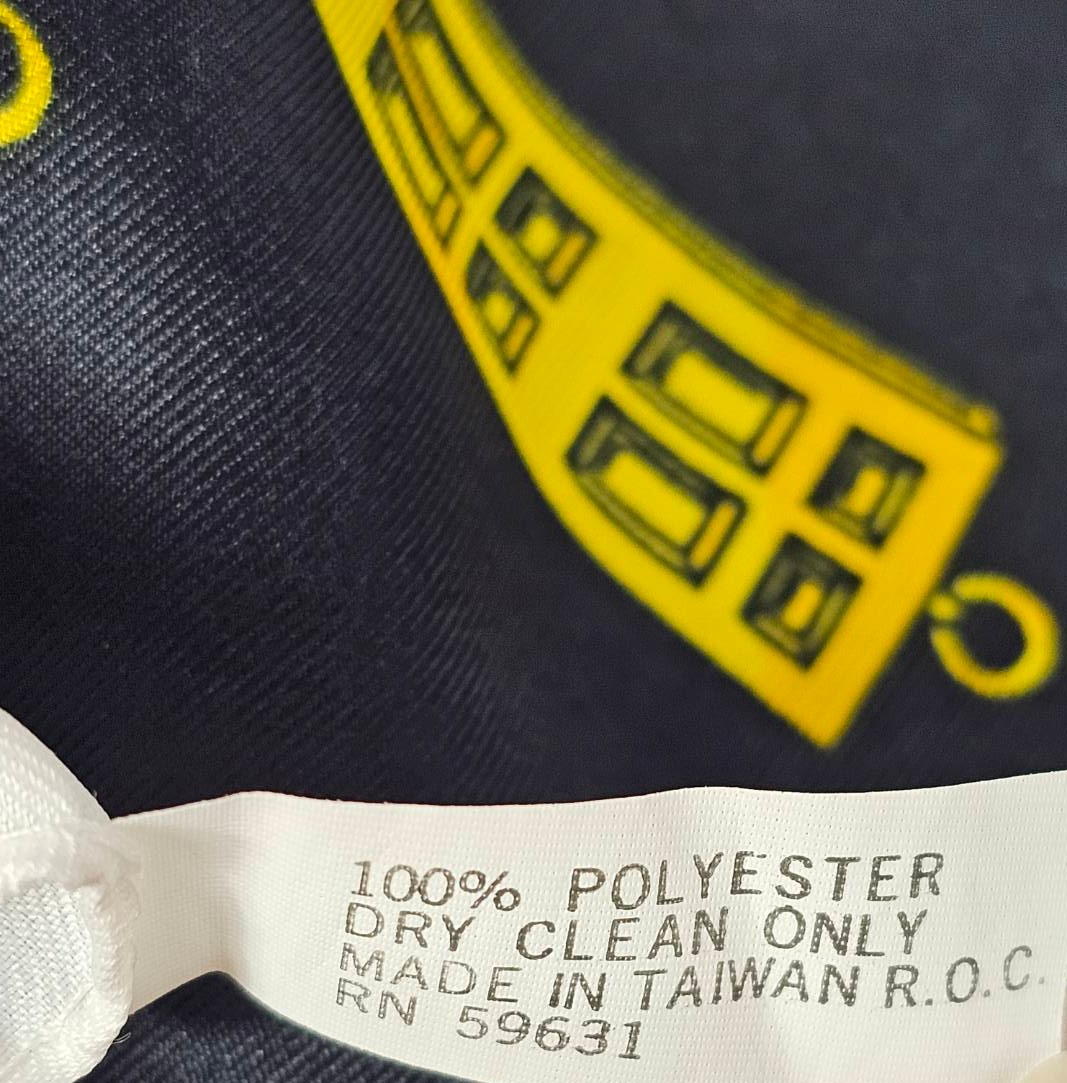 100% POLYESTER
DRY CLEAN ONLY
MADE IN TAIWAN R.O.C.
RN 59631